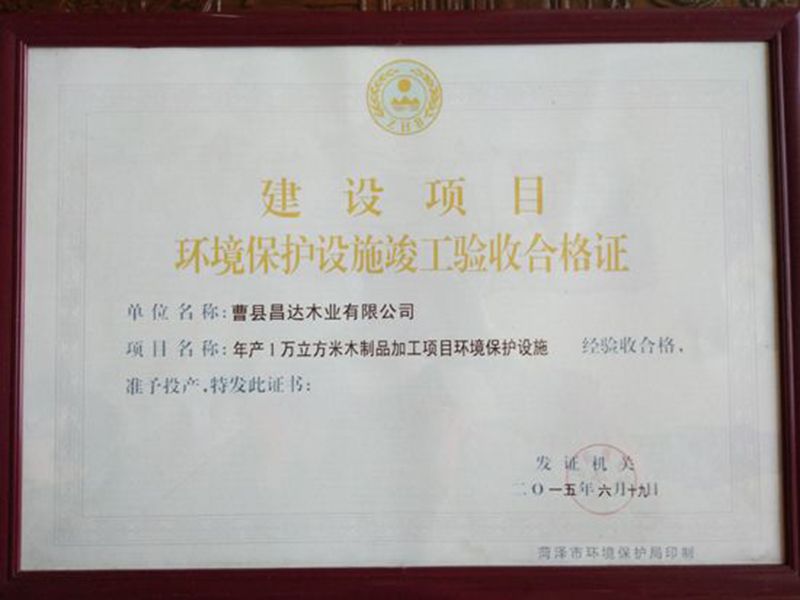 ZHB
建设项目
环境保护设施竣工验收合格证
单位名称：曹县昌达木业有限公司
项目名称：年产1万立方米木制品加工项目环境保护设施 经验收合格，
准予投产，特发此证书：
发证机关
二〇一五年六月十九日
菏泽市环境保护局印制